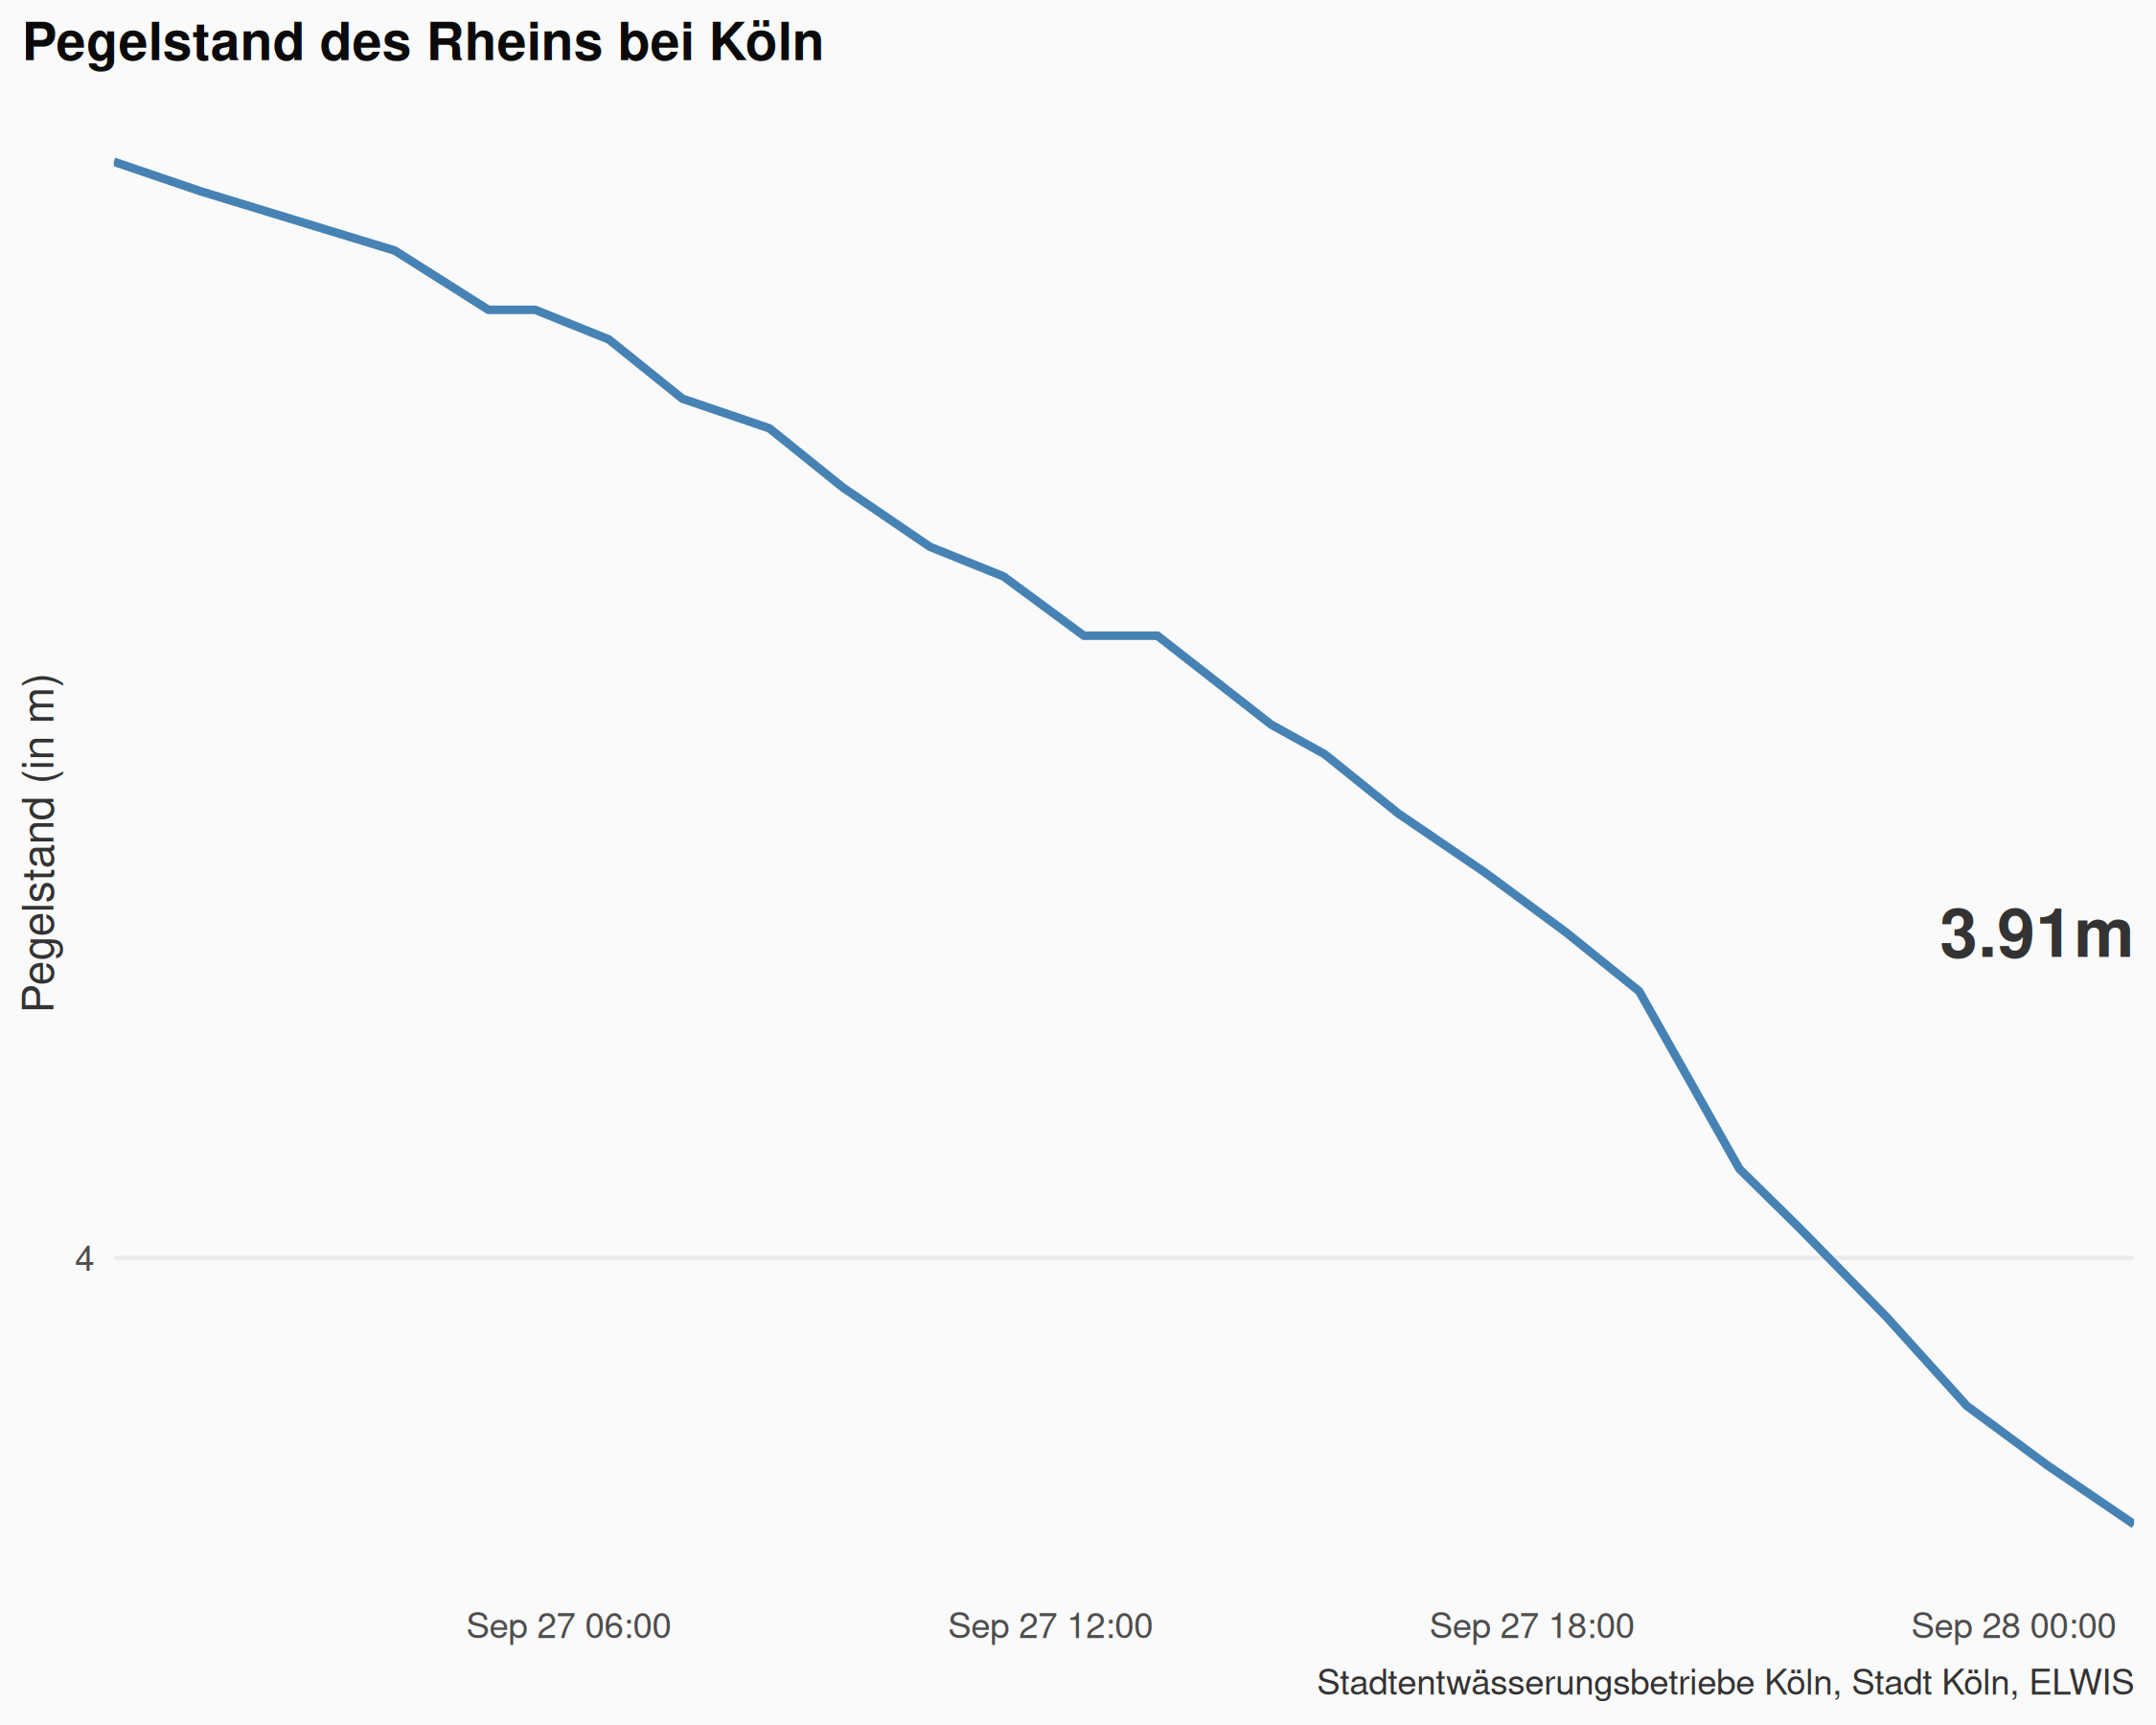 Pegelstand des Rheins bei Köln
Pegelstand (in m)
3.91m
4
Sep 27 06:00 Sep 27 12:00 Sep 27 18:00 Sep 28 00:00
Stadtentwässerungsbetriebe Köln, Stadt Köln, ELWIS